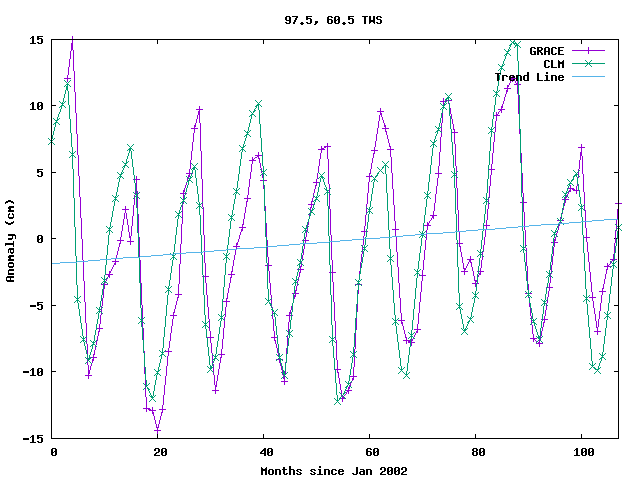 97.5, 60.5 TWS
GRACE
CLM
Trend Line
15
10
5
0
-5
-10
-15
Anomaly (cm)
0 20 40 60 80 100
Months since Jan 2002